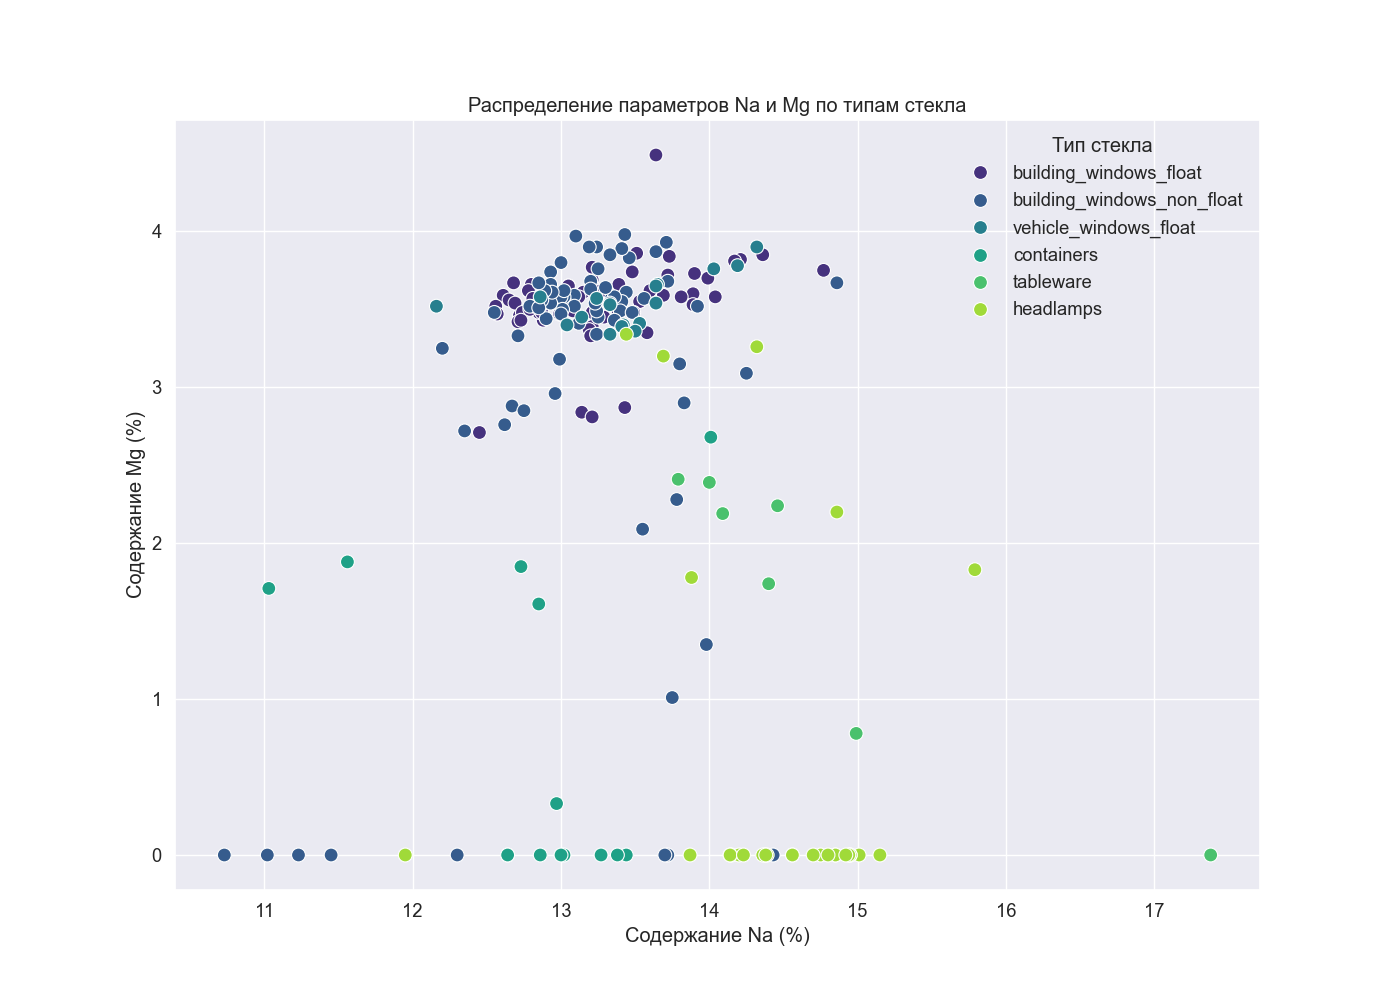 Распределение параметров Na и Mg по типам стекла
Тип стекла
building_windows_float
building_windows_non_float
vehicle_windows_float
containers
tableware
headlamps
Содержание Mg (%)
4
3
2
1
0
11 12 13 14 15 16 17
Содержание Na (%)